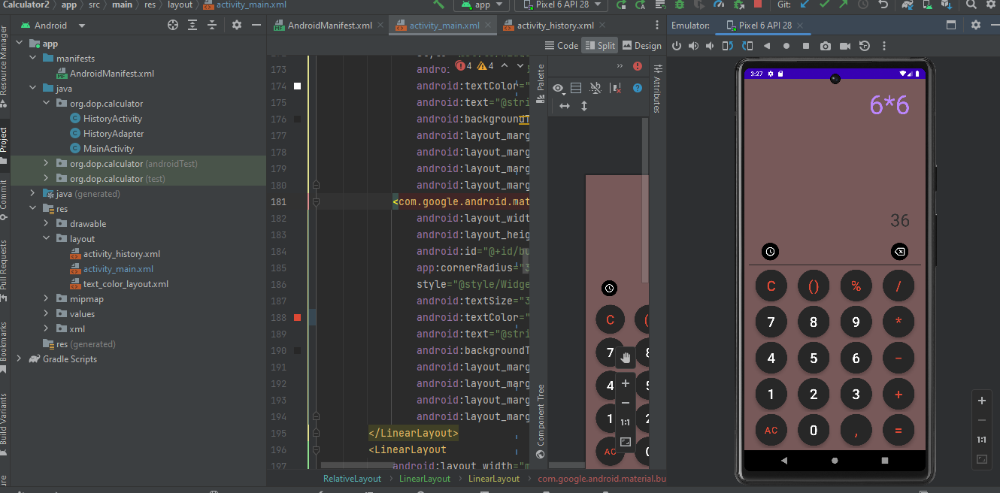 Calculator2 > app > src > main > res > layout > activity_main.xml
app
Pixel 6 API 28
Git:
Android
AndroidManifest.xml
activity_main.xml
activity_history.xml
Emulator:
Pixel 6 API 28
Code
Split
Design
Resource Manager
Project
Commit
Pull Requests
Bookmarks
Build Variants
app
manifests
AndroidManifest.xml
java
org.dop.calculator
HistoryActivity
HistoryAdapter
MainActivity
org.dop.calculator (androidTest)
org.dop.calculator (test)
java (generated)
res
drawable
layout
activity_history.xml
activity_main.xml
text_color_layout.xml
mipmap
values
xml
res (generated)
Gradle Scripts
4 4
173 andro
174 android:textColor="
175 android:text="@stri
176 android:background
177 android:layout_marg
178 android:layout_marg
179 android:layout_marg
180 android:layout_marg
181 <com.google.android.mat
182 android:layout_widt
183 android:layout_heig
184 android:id="@+id/bu
185 app:cornerRadius="3
186 style="@style/Widge
187 android:textSize="3
188 android:textColor="
189 android:text="@stri
190 android:backgroundT
191 android:layout_marg
192 android:layout_marg
193 android:layout_marg
194 android:layout_marg
195 </LinearLayout>
196 <LinearLayout
197 android:layout_width="m
RelativeLayout > LinearLayout > LinearLayout > com.google.android.material.bu
Palette
Component Tree
Attributes
C (
7 8
4 5
1 2
AC 0
1:1
3:27
6*6
36
C () % /
7 8 9 *
4 5 6 −
1 2 3 +
AC 0 , =
1:1